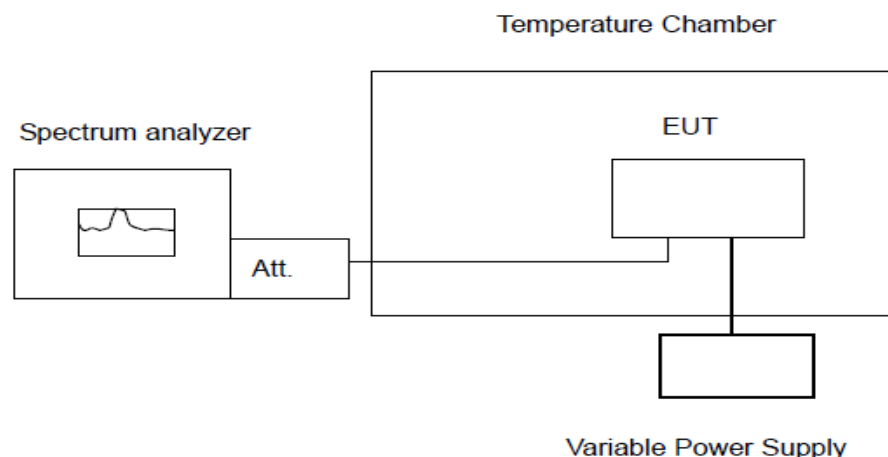 Temperature Chamber
Spectrum analyzer
EUT
Att.
Variable Power Supply